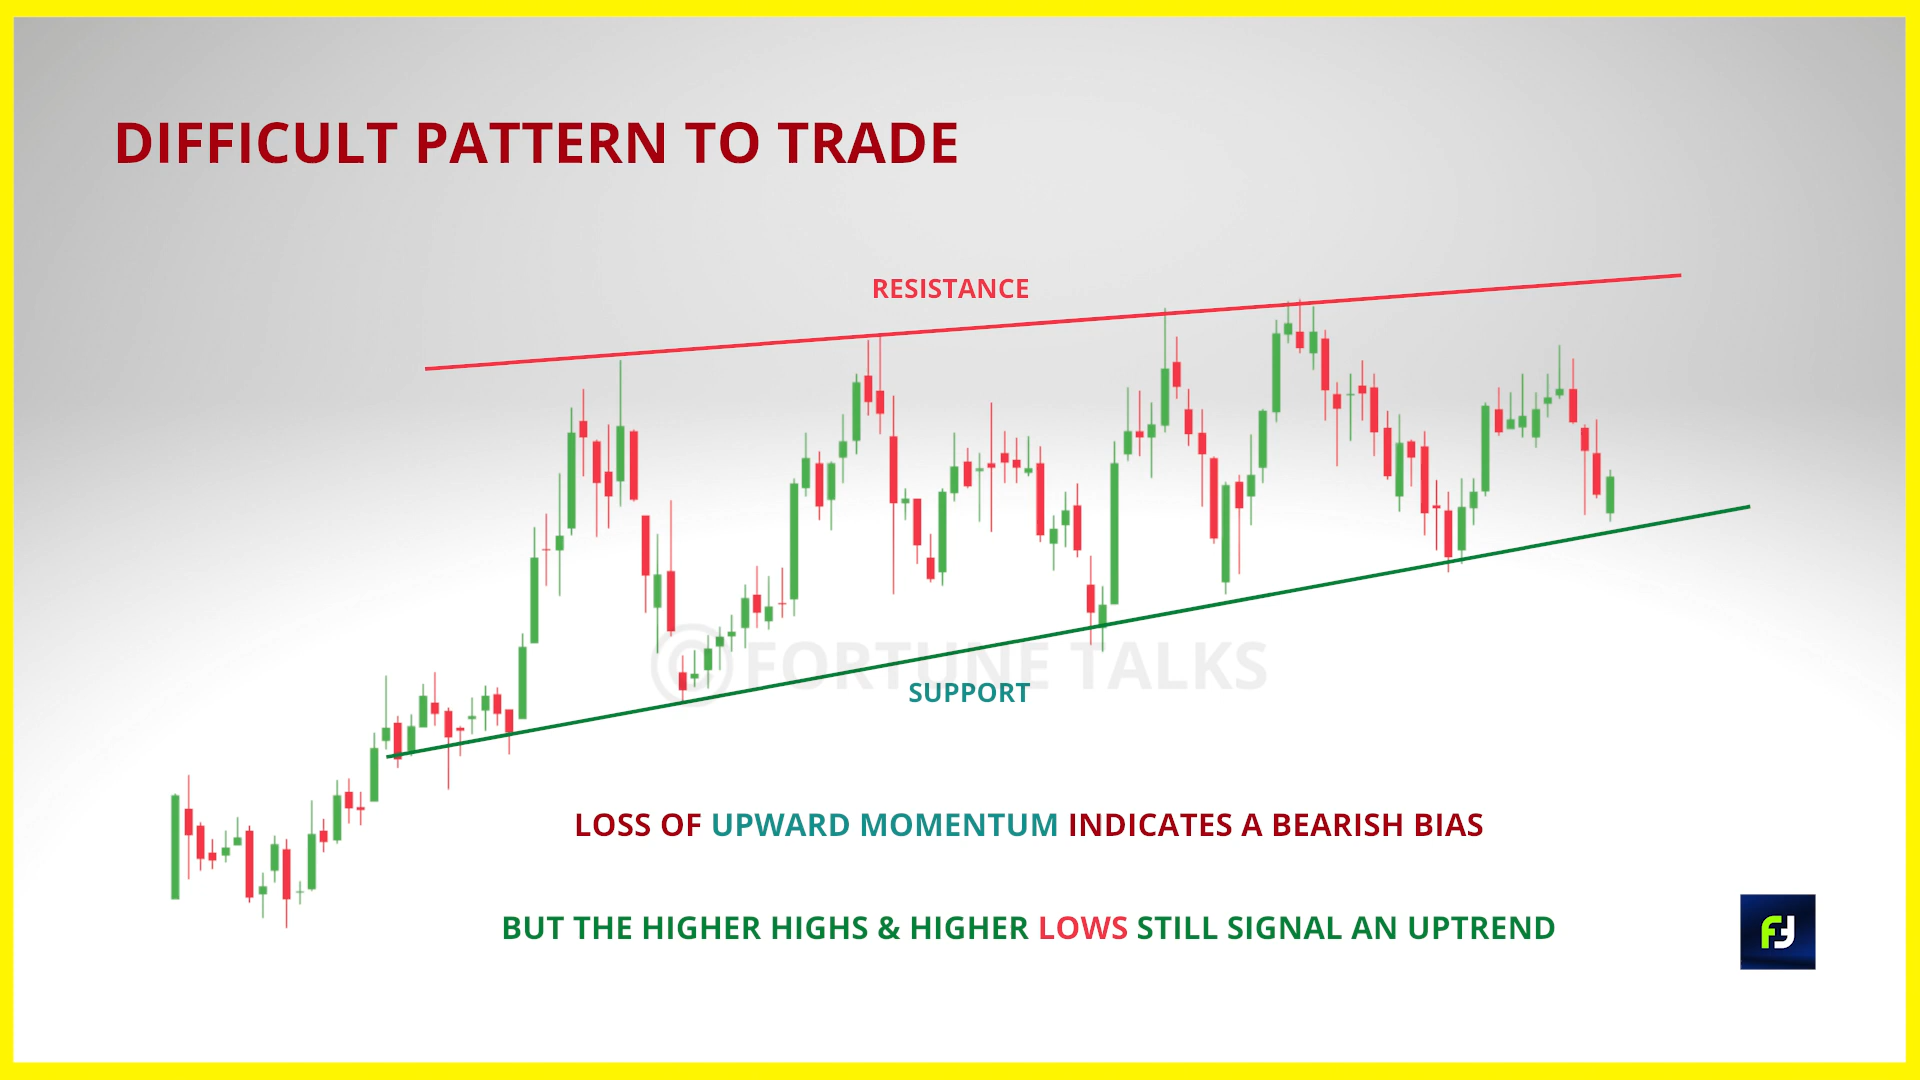 DIFFICULT PATTERN TO TRADE
RESISTANCE
@FORTUNE TALKS
SUPPORT
LOSS OF UPWARD MOMENTUM INDICATES A BEARISH BIAS
BUT THE HIGHER HIGHS & HIGHER LOWS STILL SIGNAL AN UPTREND